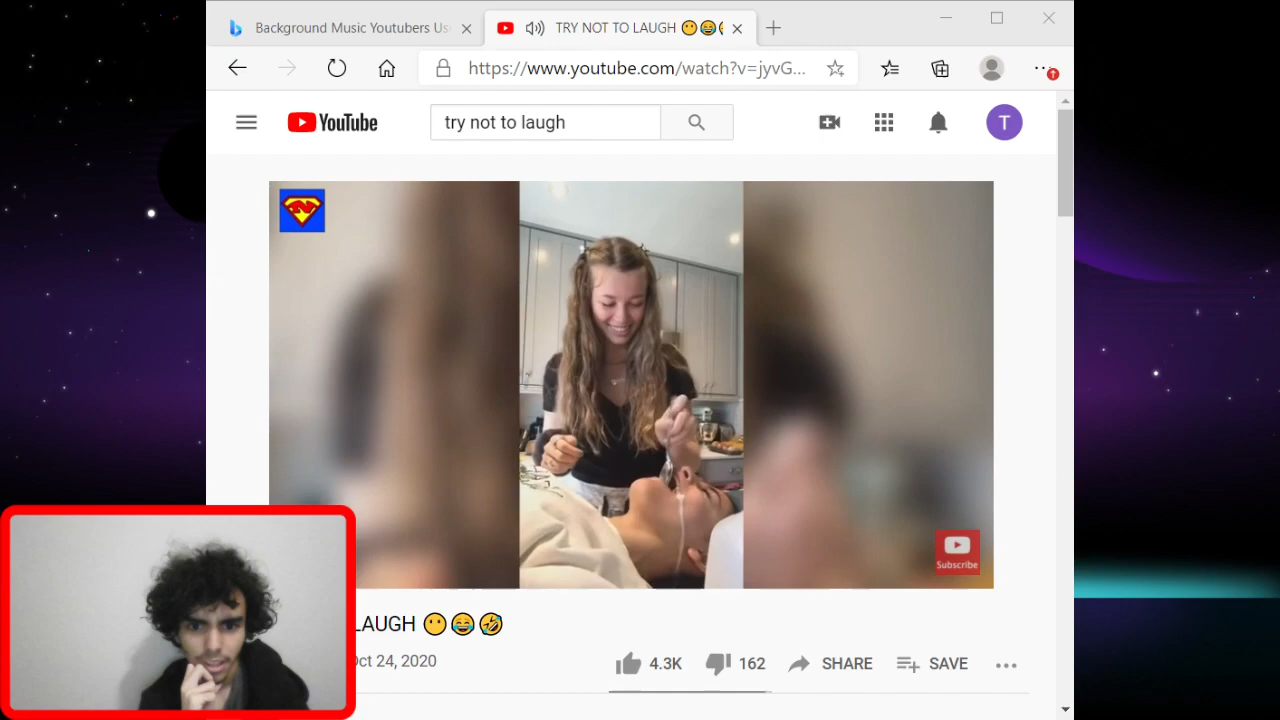 Background Music Youtubers Us
TRY NOT TO LAUGH 😶😂
https://www.youtube.com/watch?v=jyvG...
YouTube
try not to laugh
T
N
Subscribe
LAUGH 😶😂🤣
Oct 24, 2020
4.3K
162
SHARE
SAVE